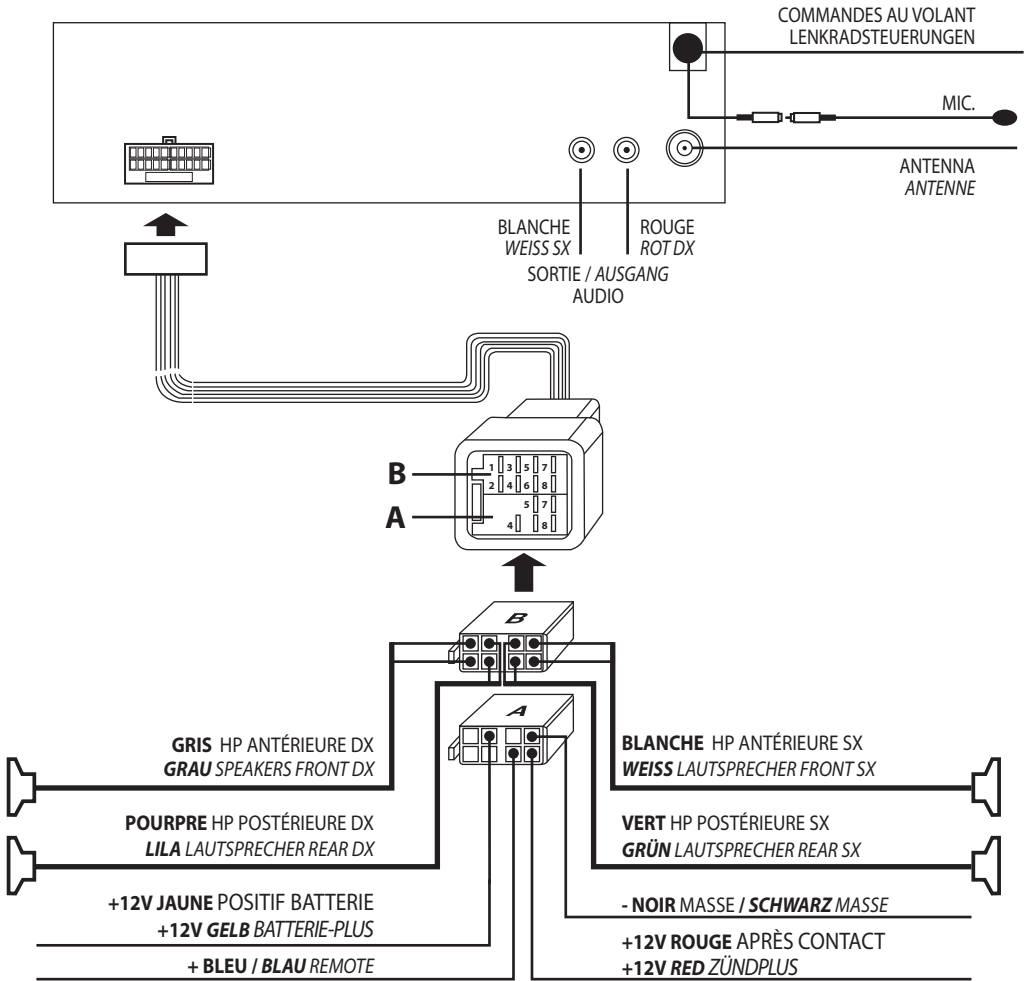 COMMANDES AU VOLANT
LENKRADSTEUERUNGEN
MIC.
ANTENNA
ANTENNE
BLANCHE
WEISS SX
ROUGE
ROT DX
SORTIE / AUSGANG
AUDIO
B
1 3 5 7
2 4 6 8
A
5 7
4 8
B
A
GRIS HP ANTÉRIEURE DX
GRAU SPEAKERS FRONT DX
BLANCHE HP ANTÉRIEURE SX
WEISS LAUTSPRECHER FRONT SX
POURPRE HP POSTÉRIEURE DX
LILA LAUTSPRECHER REAR DX
VERT HP POSTÉRIEURE SX
GRÜN LAUTSPRECHER REAR SX
+12V JAUNE POSITIF BATTERIE
+12V GELB BATTERIE-PLUS
- NOIR MASSE / SCHWARZ MASSE
+ BLEU / BLAU REMOTE
+12V ROUGE APRÈS CONTACT
+12V RED ZÜNDPLUS